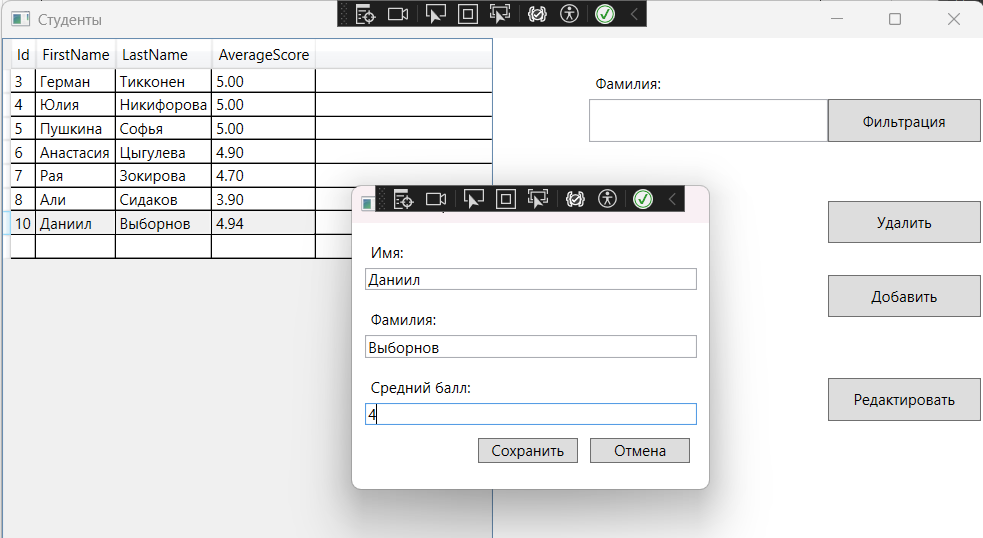 Студенты
Id FirstName LastName AverageScore
3 Герман Тикконен 5.00
4 Юлия Никифорова 5.00
5 Пушкина Софья 5.00
6 Анастасия Цыгулева 4.90
7 Рая Зокирова 4.70
8 Али Сидаков 3.90
10 Даниил Выборнов 4.94
Фамилия:
Фильтрация
Удалить
Добавить
Редактировать
Имя:
Даниил
Фамилия:
Выборнов
Средний балл:
4
Сохранить Отмена